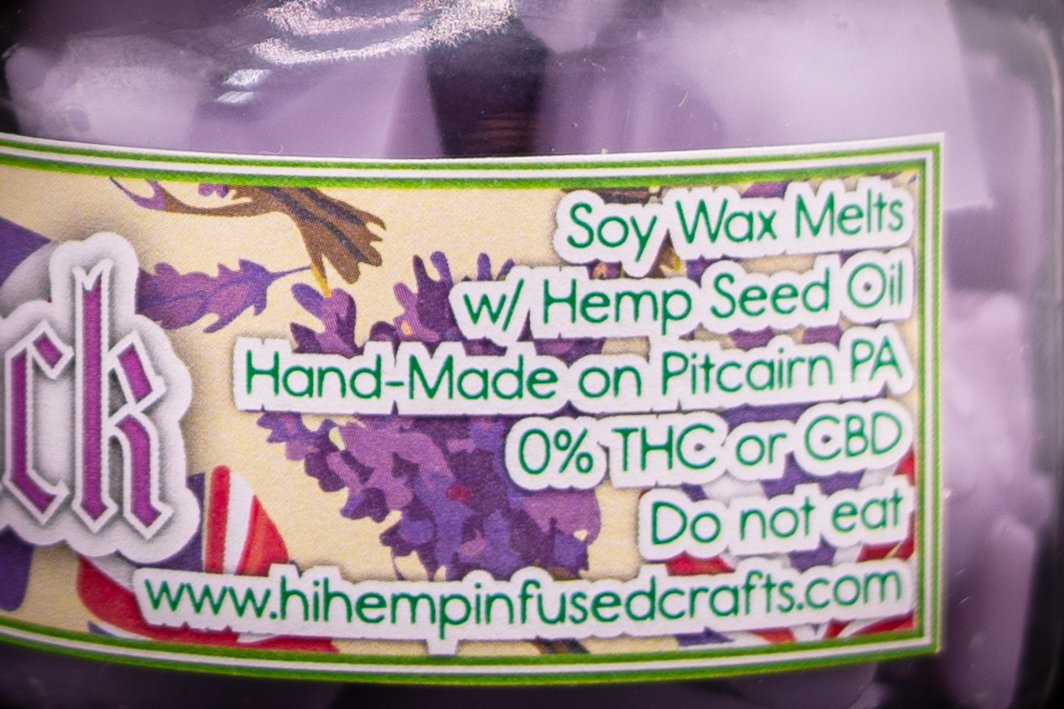 Soy Wax Melts
w/ Hemp Seed Oil
Hand-Made on Pitcairn PA
0% THC or CBD
Do not eat
www.hihempinfusedcrafts.com